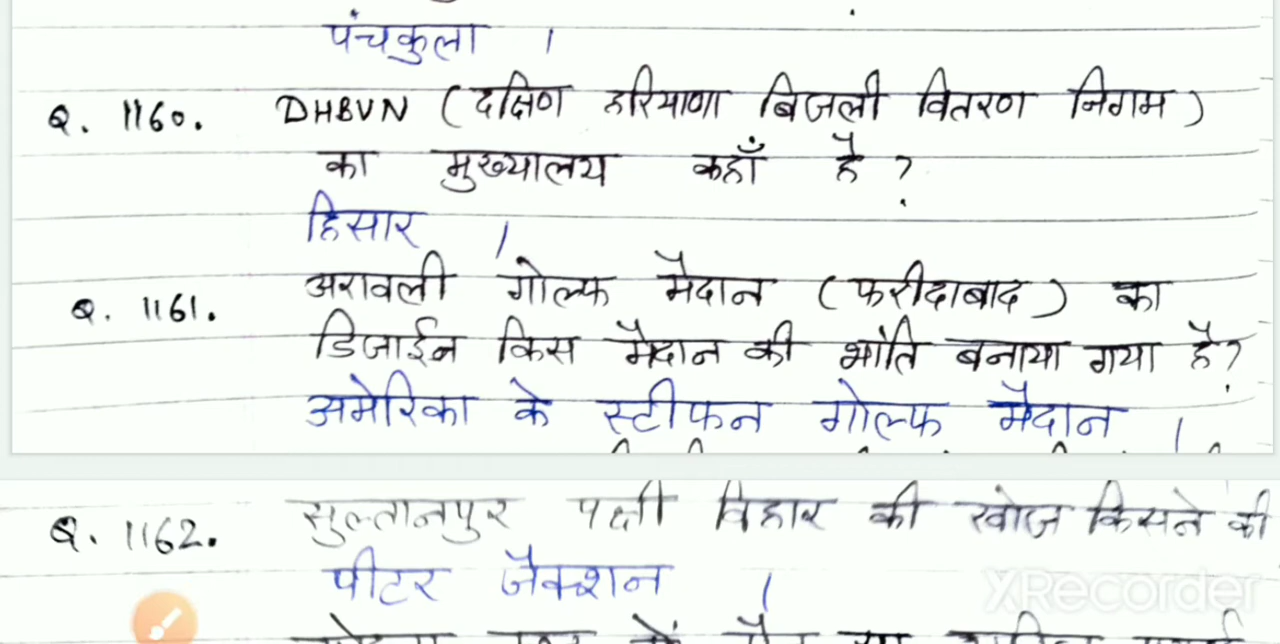 पंचकुला ।
Q. 1160. DHBVN (दक्षिण हरियाणा बिजली वितरण निगम)
का मुख्यालय कहाँ है ?
हिसार ।
Q. 1161. अरावली गोल्फ मैदान (फरीदाबाद) का
डिजाईन किस मैदान की भांति बनाया गया है?
अमेरिका के स्टीफन गोल्फ मैदान ।
Q. 1162. सुल्तानपुर पक्षी विहार की खोज किसने की
पीटर जैक्शन ।
XRecorder